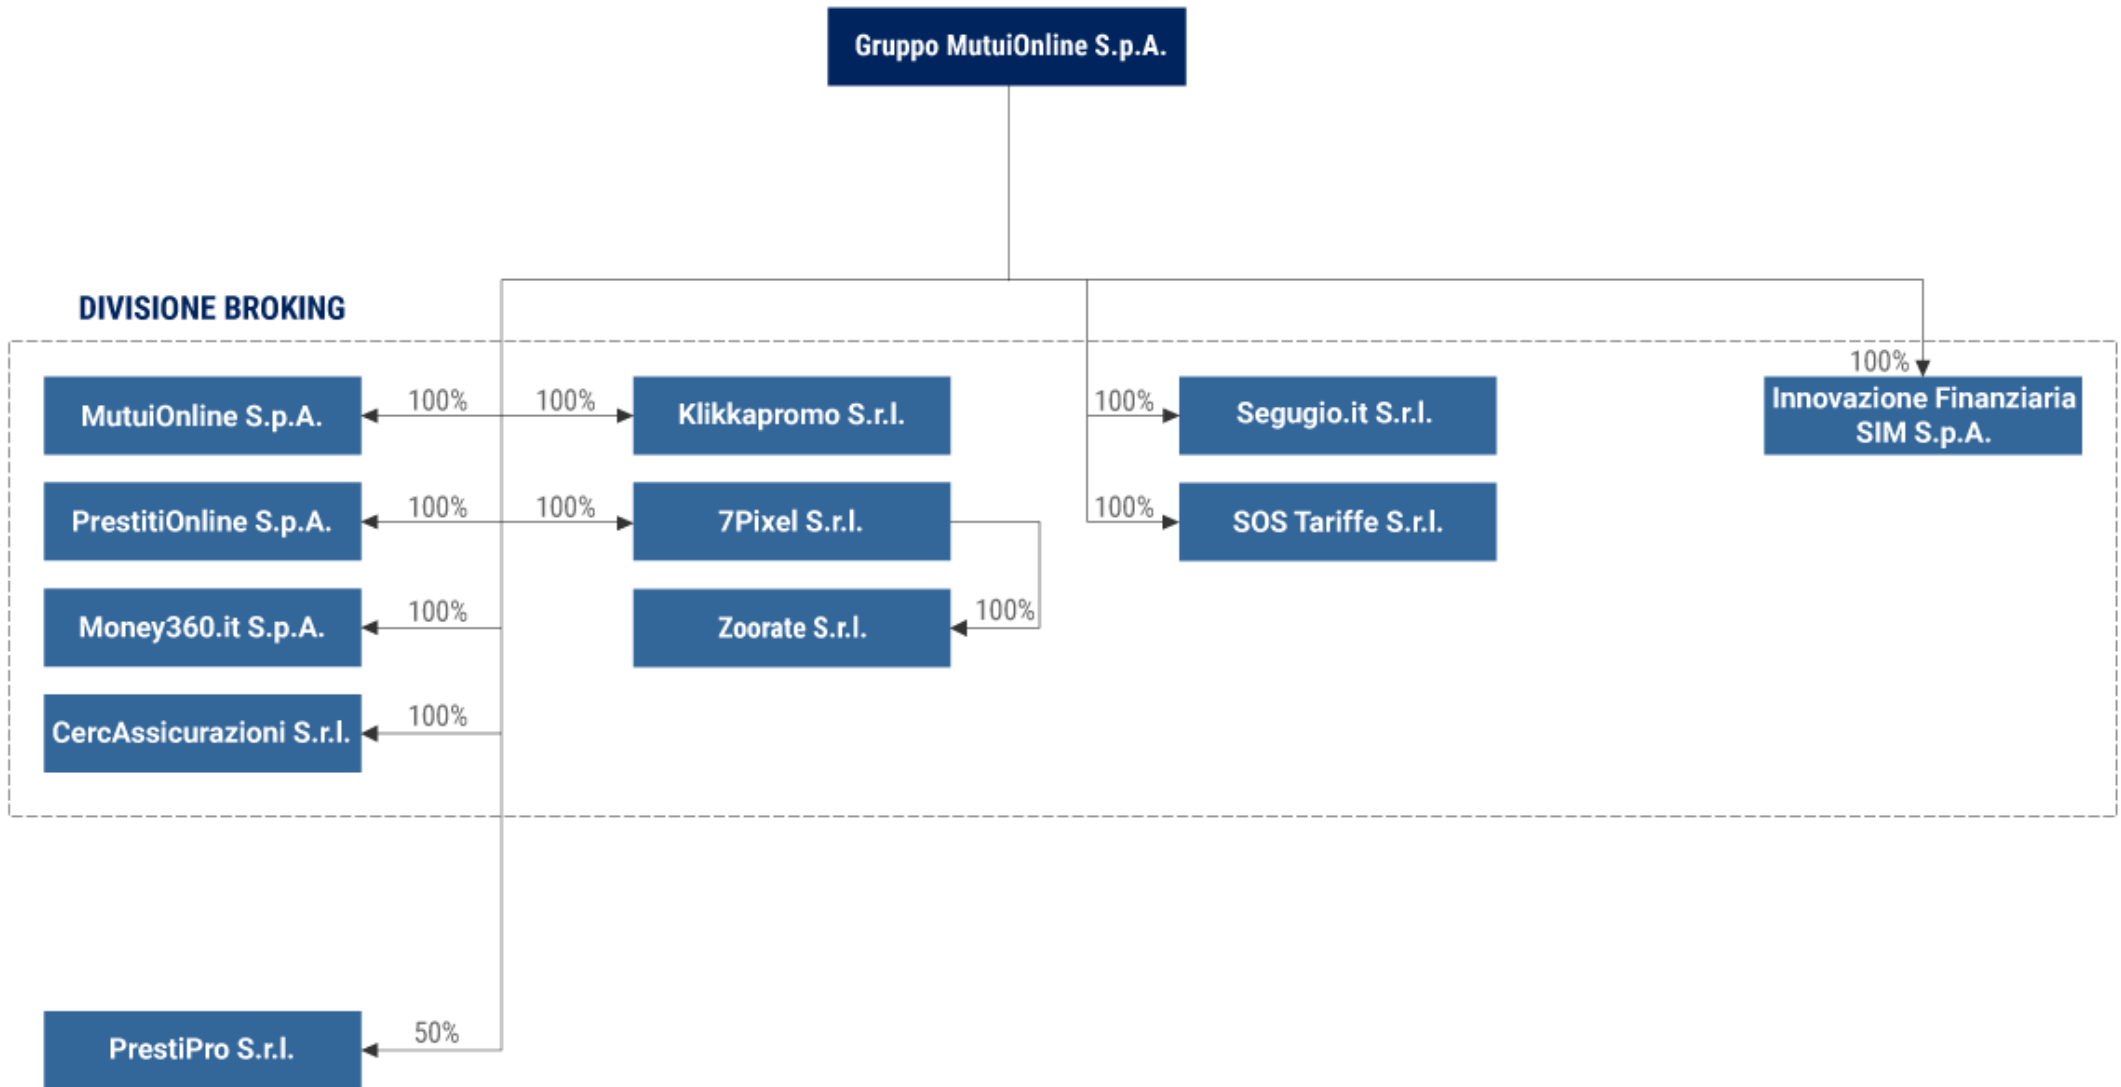 Gruppo MutuiOnline S.p.A.
DIVISIONE BROKING
100%
MutuiOnline S.p.A.
100%
100%
Klikkapromo S.r.l.
100%
Segugio.it S.r.l.
Innovazione Finanziaria
SIM S.p.A.
PrestitiOnline S.p.A.
100%
100%
7Pixel S.r.l.
100%
SOS Tariffe S.r.l.
Money360.it S.p.A.
100%
Zoorate S.r.l.
100%
CercAssicurazioni S.r.l.
100%
PrestiPro S.r.l.
50%